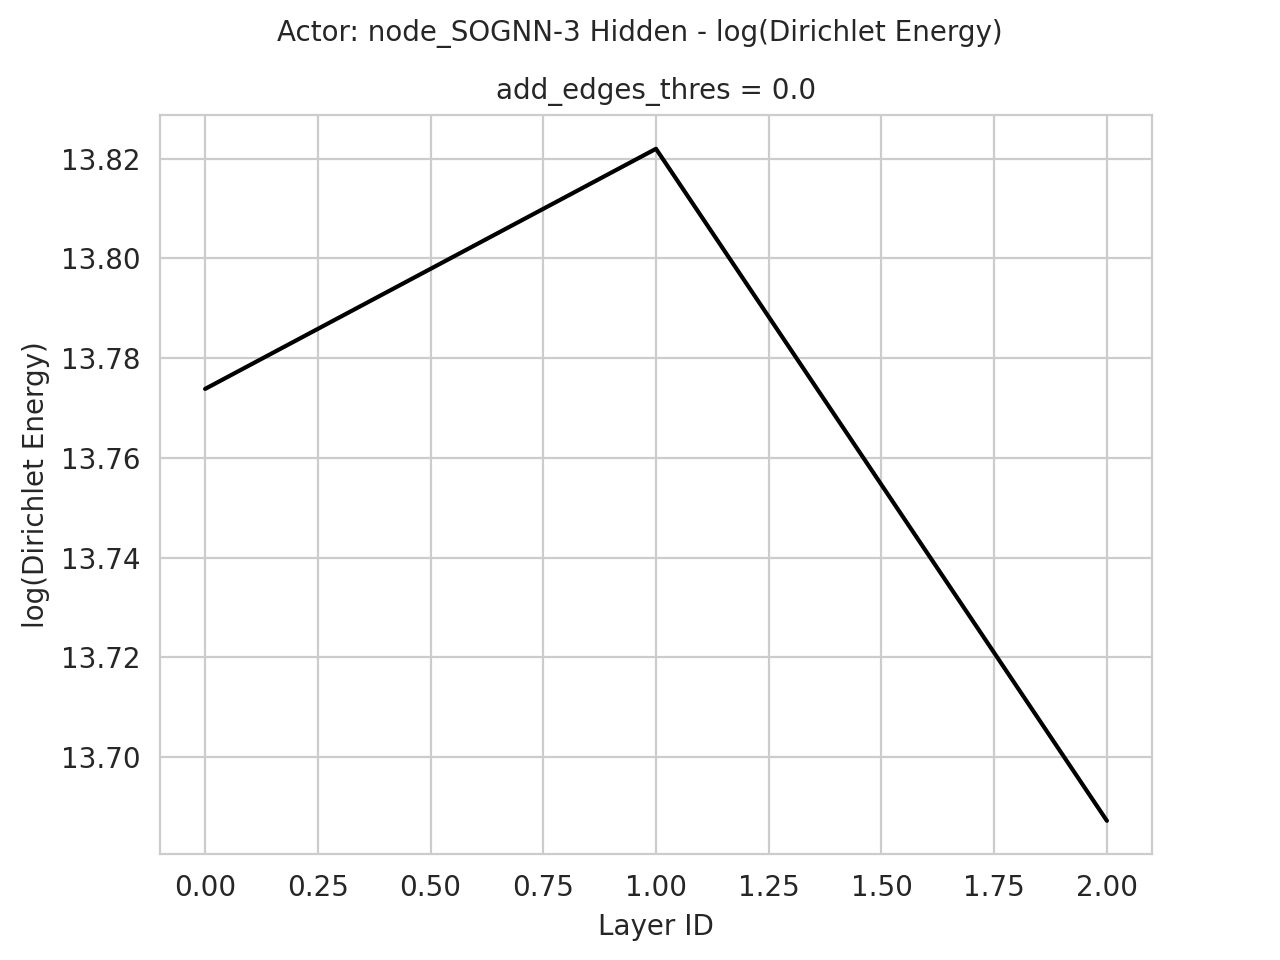 Actor: node_SOGNN-3 Hidden - log(Dirichlet Energy)
add_edges_thres = 0.0
log(Dirichlet Energy)
13.82
13.80
13.78
13.76
13.74
13.72
13.70
0.00 0.25 0.50 0.75 1.00 1.25 1.50 1.75 2.00
Layer ID